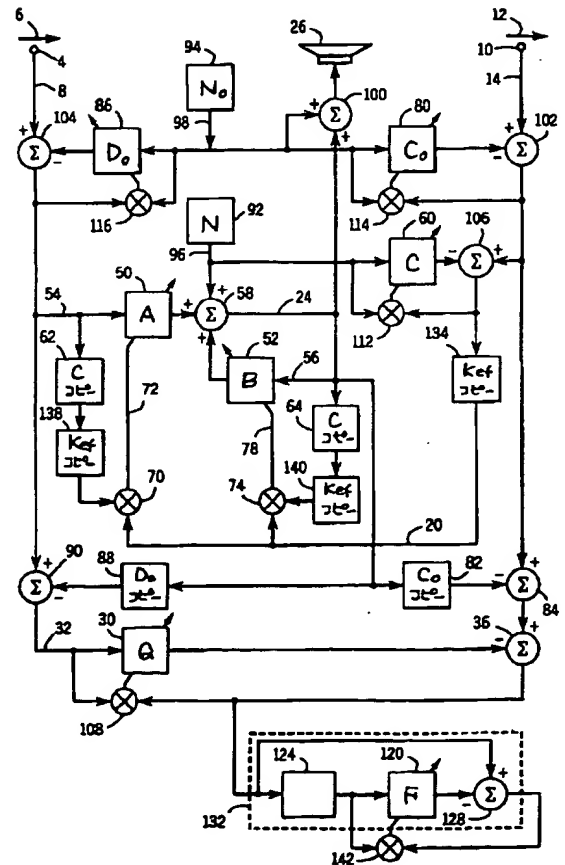 6
4
8
94
N₀
98
26
100
+
+
12
10
14
104
+
Σ
-
86
D₀
116
80
C₀
-
+
Σ
102
114
N
92
96
60
C
112
106
-
Σ
+
54
50
A
+
+
Σ
58
+
24
52
B
56
62
C
コピー
138
Kef
コピー
72
70
78
74
64
C
コピー
140
Kef
コピー
134
Kef
コピー
20
90
+
Σ
-
88
D₀
コピー
C₀
コピー
82
-
+
Σ
84
32
30
Q
108
36
-
+
Σ
132
124
120
F
-
+
Σ
128
142